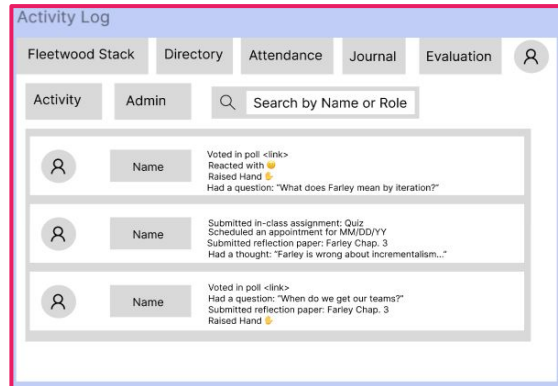 Activity Log
Fleetwood Stack Directory Attendance Journal Evaluation
Activity Admin Search by Name or Role
Name
Voted in poll <link>
Reacted with 😀
Raised Hand ✋
Had a question: "What does Farley mean by iteration?"
Name
Submitted in-class assignment: Quiz
Scheduled an appointment for MM/DD/YY
Submitted reflection paper: Farley Chap. 3
Had a thought: "Farley is wrong about incrementalism..."
Name
Voted in poll <link>
Had a question: "When do we get our teams?"
Submitted reflection paper: Farley Chap. 3
Raised Hand ✋